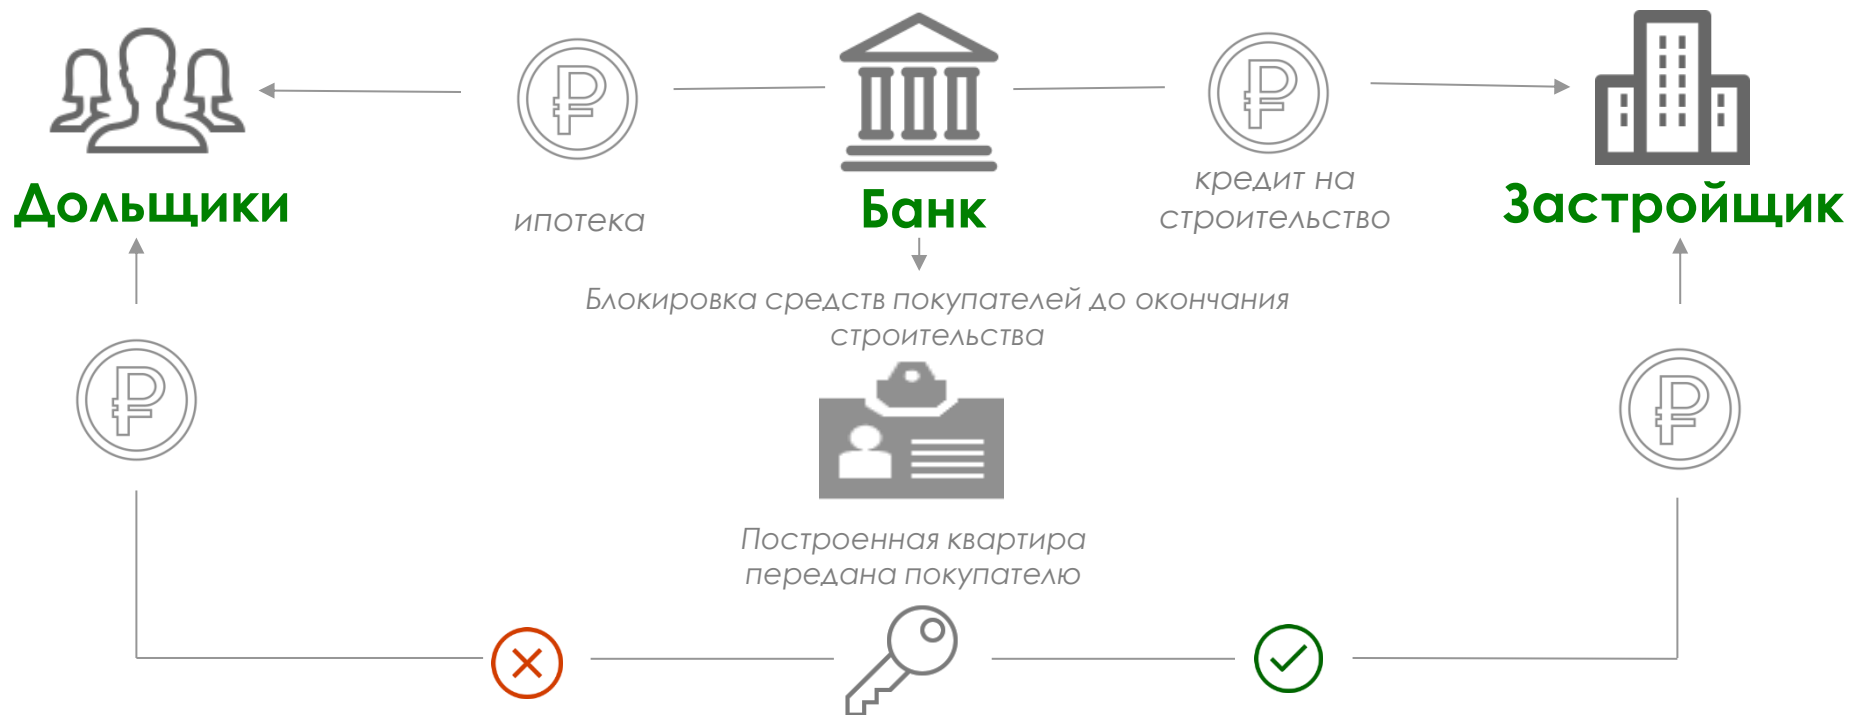 Дольщики
ипотека
Банк
кредит на
строительство
Застройщик
Блокировка средств покупателей до окончания
строительства
Построенная квартира
передана покупателю